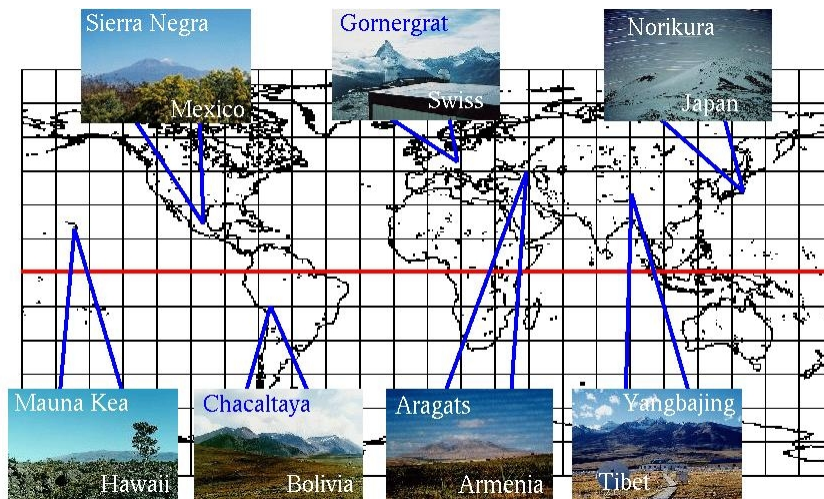 Sierra Negra
Mexico
Gornergrat
Swiss
Norikura
Japan
Mauna Kea
Hawaii
Chacaltaya
Bolivia
Aragats
Armenia
Yangbajing
Tibet